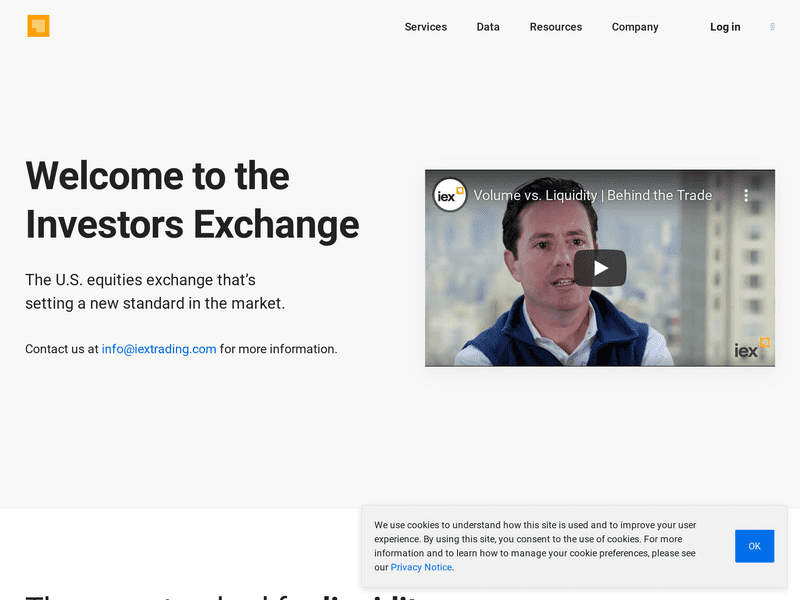 Services Data Resources Company Log in
Welcome to the
Investors Exchange
The U.S. equities exchange that’s
setting a new standard in the market.
Contact us at info@iextrading.com for more information.
iex Volume vs. Liquidity | Behind the Trade
iex
We use cookies to understand how this site is used and to improve your user
experience. By using this site, you consent to the use of cookies. For more
information and to learn how to manage your cookie preferences, please see
our Privacy Notice.
OK